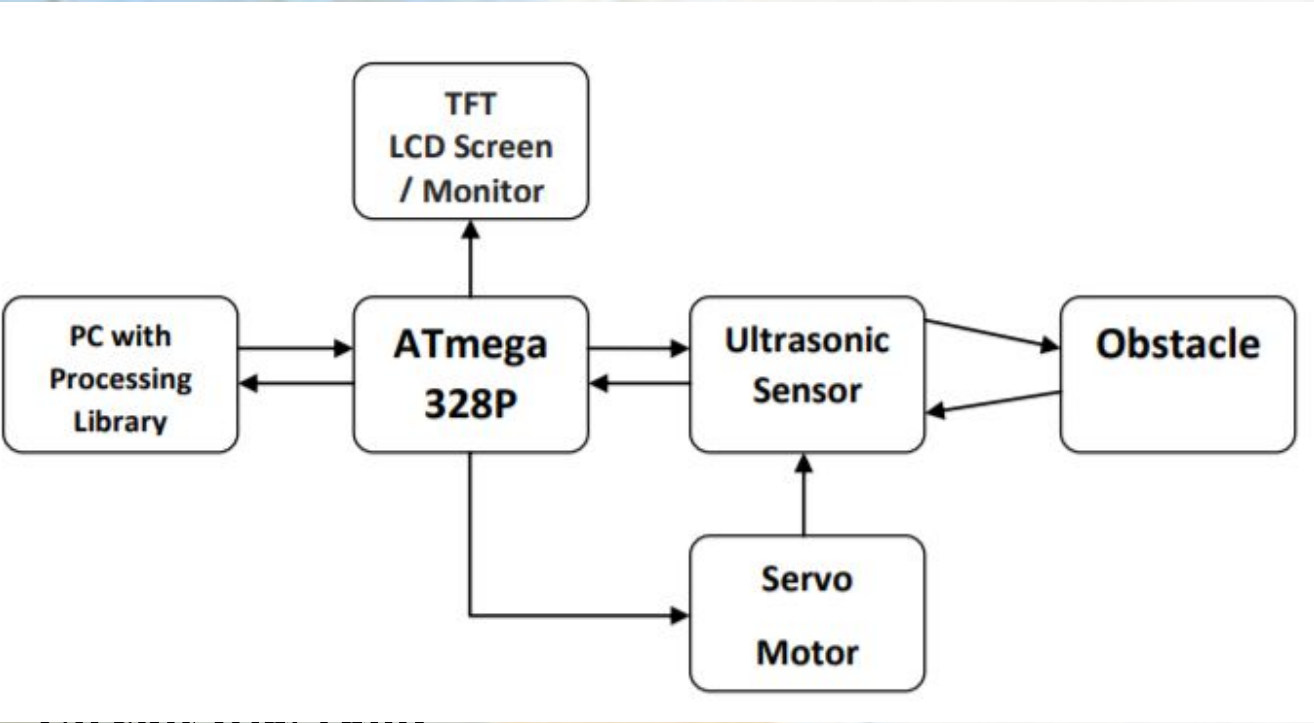 TFT
LCD Screen
/ Monitor
PC with
Processing
Library
ATmega
328P
Ultrasonic
Sensor
Obstacle
Servo
Motor